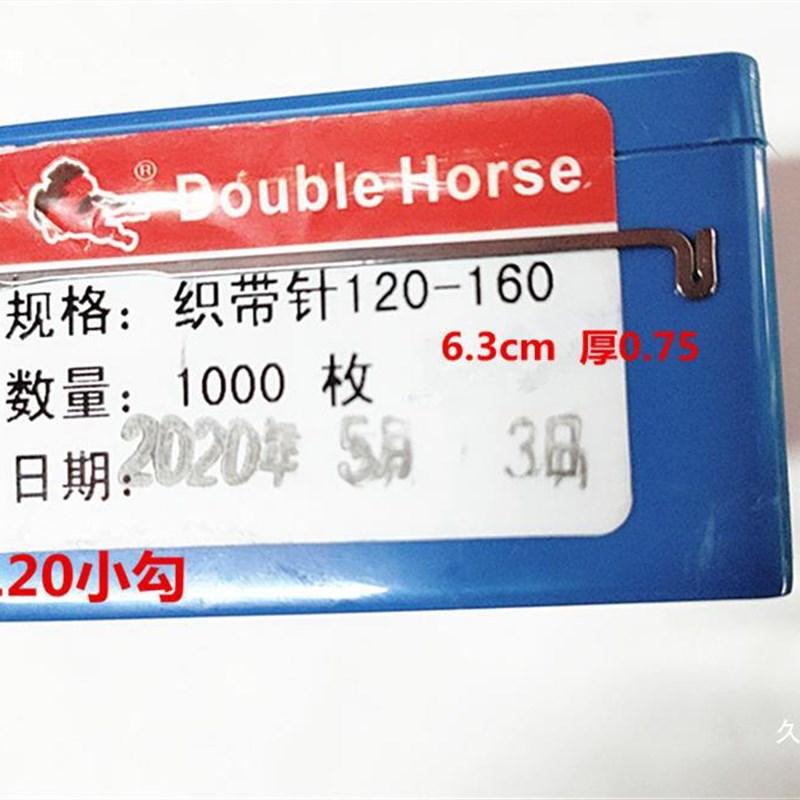 ® Double Horse
规格：织带针120-160
6.3cm 厚0.75
数量：1000 枚
日期：2020年 5月 3日
120小勾
久